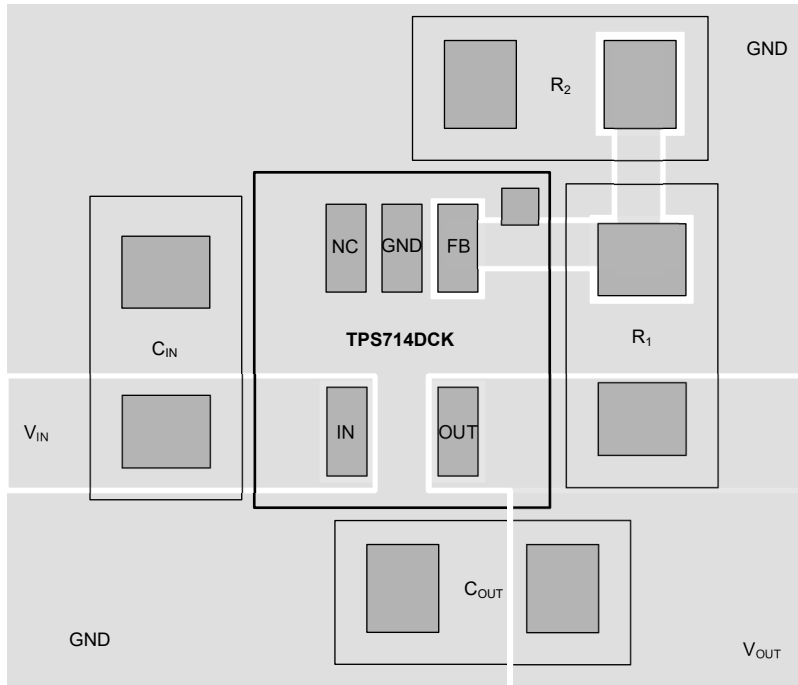 GND
R2
NC
GND
FB
TPS714DCK
CIN
R1
VIN
IN
OUT
COUT
GND
VOUT